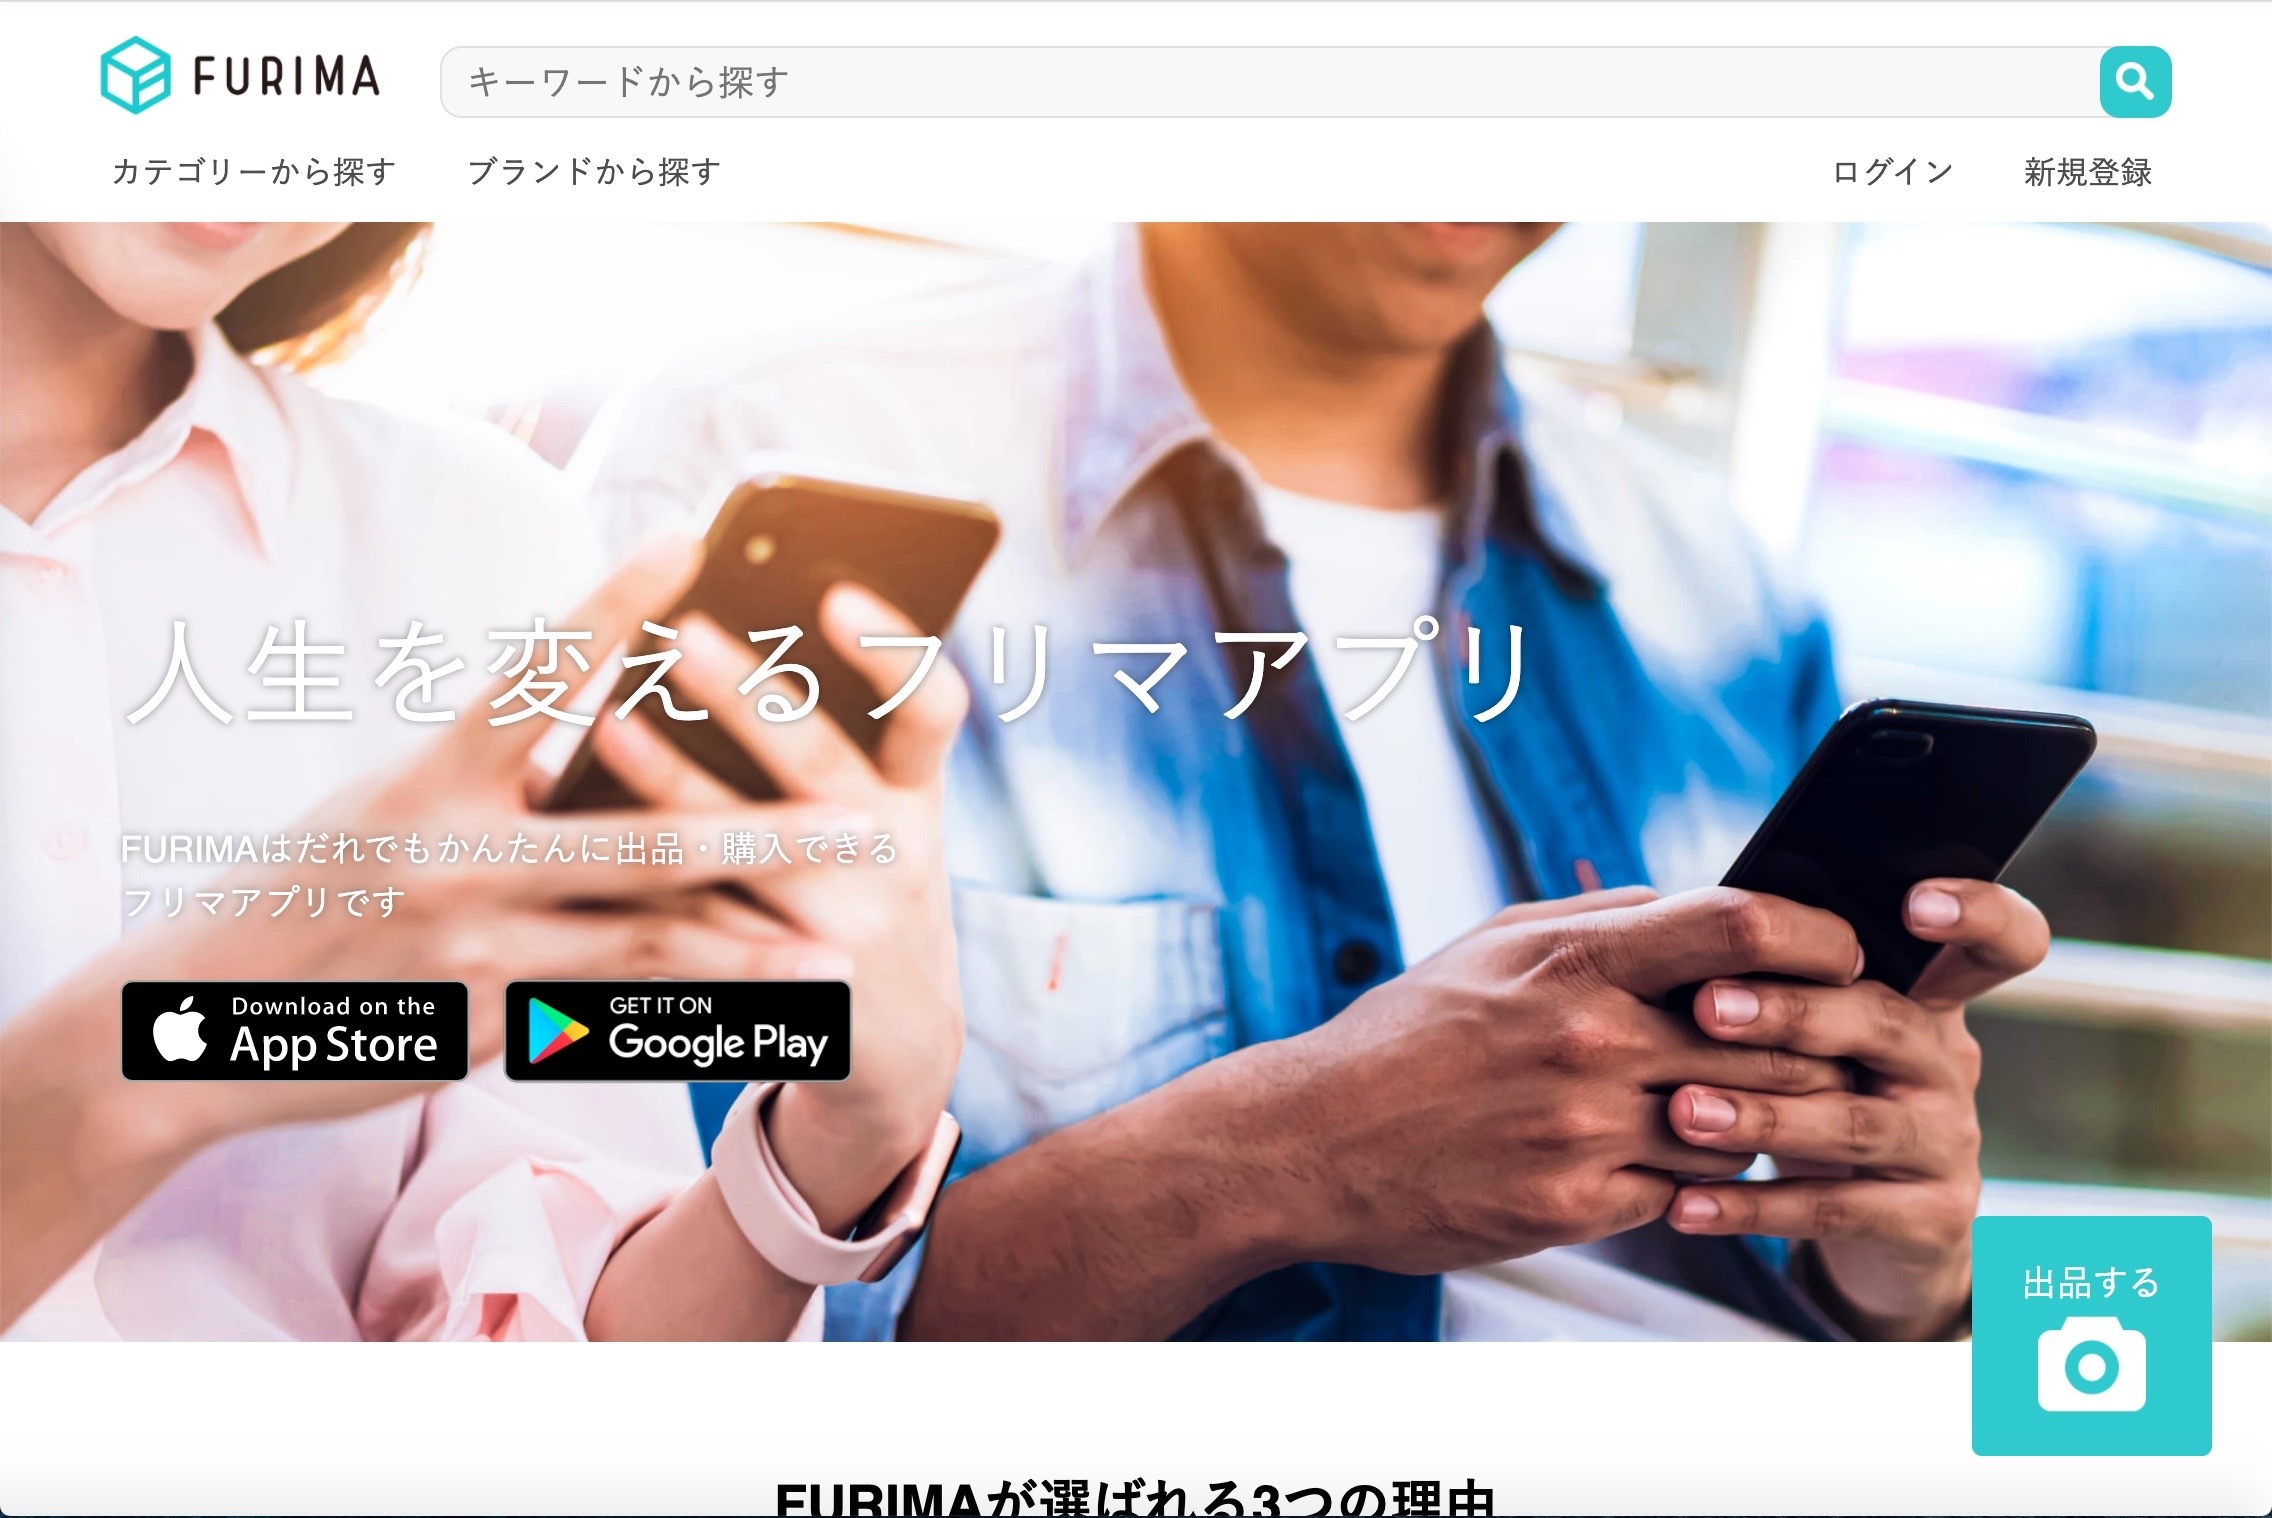 FURIMA
キーワードから探す
カテゴリーから探す ブランドから探す ログイン 新規登録
人生を変えるフリマアプリ
FURIMAはだれでもかんたんに出品・購入できる
フリマアプリです
Download on the
App Store
GET IT ON
Google Play
出品する
FURIMAが選ばれる3つの理由